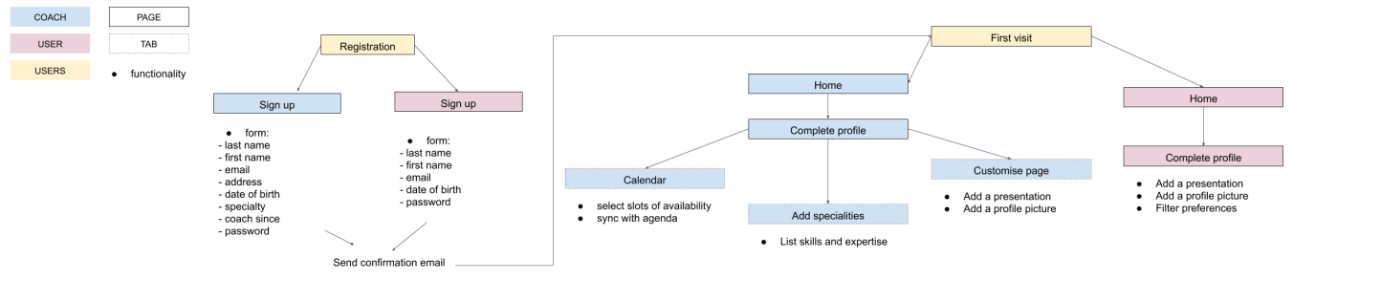 COACH
PAGE
USER
TAB
USERS
● functionality
Registration
Sign up
● form:
- last name
- first name
- email
- address
- date of birth
- specialty
- coach since
- password
Sign up
● form:
- last name
- first name
- email
- date of birth
- password
Send confirmation email
First visit
Home
Complete profile
Calendar
● select slots of availability
● sync with agenda
Add specialities
● List skills and expertise
Customise page
● Add a presentation
● Add a profile picture
Home
Complete profile
● Add a presentation
● Add a profile picture
● Filter preferences